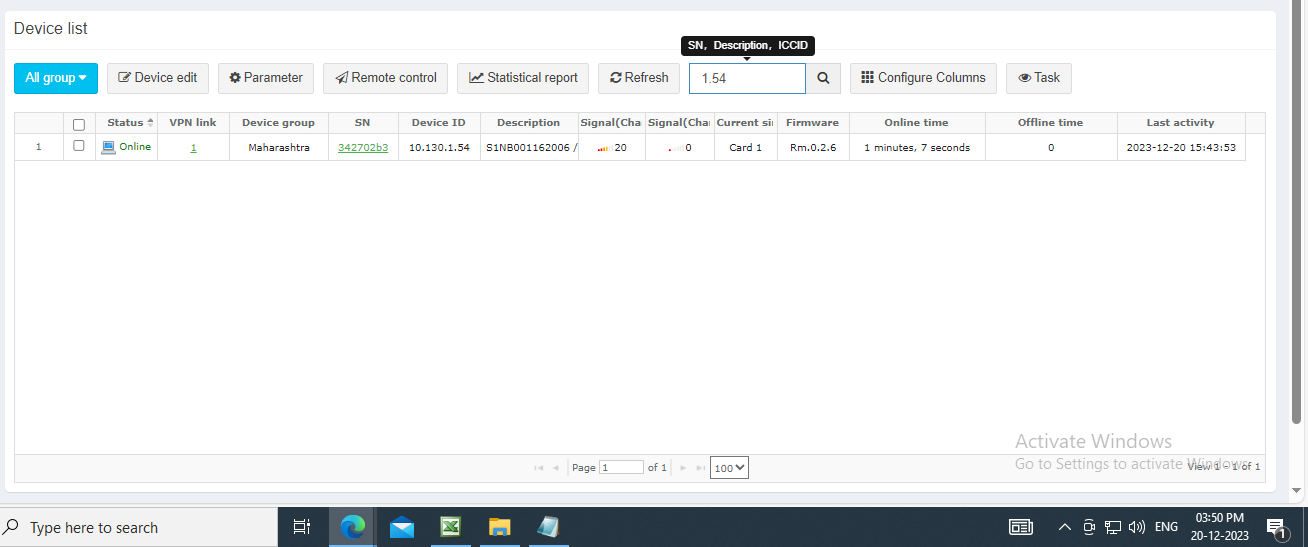 Device list
SN, Description, ICCID
All group Device edit Parameter Remote control Statistical report Refresh 1.54 Configure Columns Task
Status VPN link Device group SN Device ID Description Signal(Cha Signal(Cha Current si Firmware Online time Offline time Last activity
1 Online 1 Maharashtra 342702b3 10.130.1.54 S1NB001162006 / 20 0 Card 1 Rm.0.2.6 1 minutes, 7 seconds 0 2023-12-20 15:43:53
Activate Windows
Go to Settings to activate Windows.
Page 1 of 1 100 View 1 - 1 of 1
Type here to search ENG 03:50 PM
20-12-2023 1